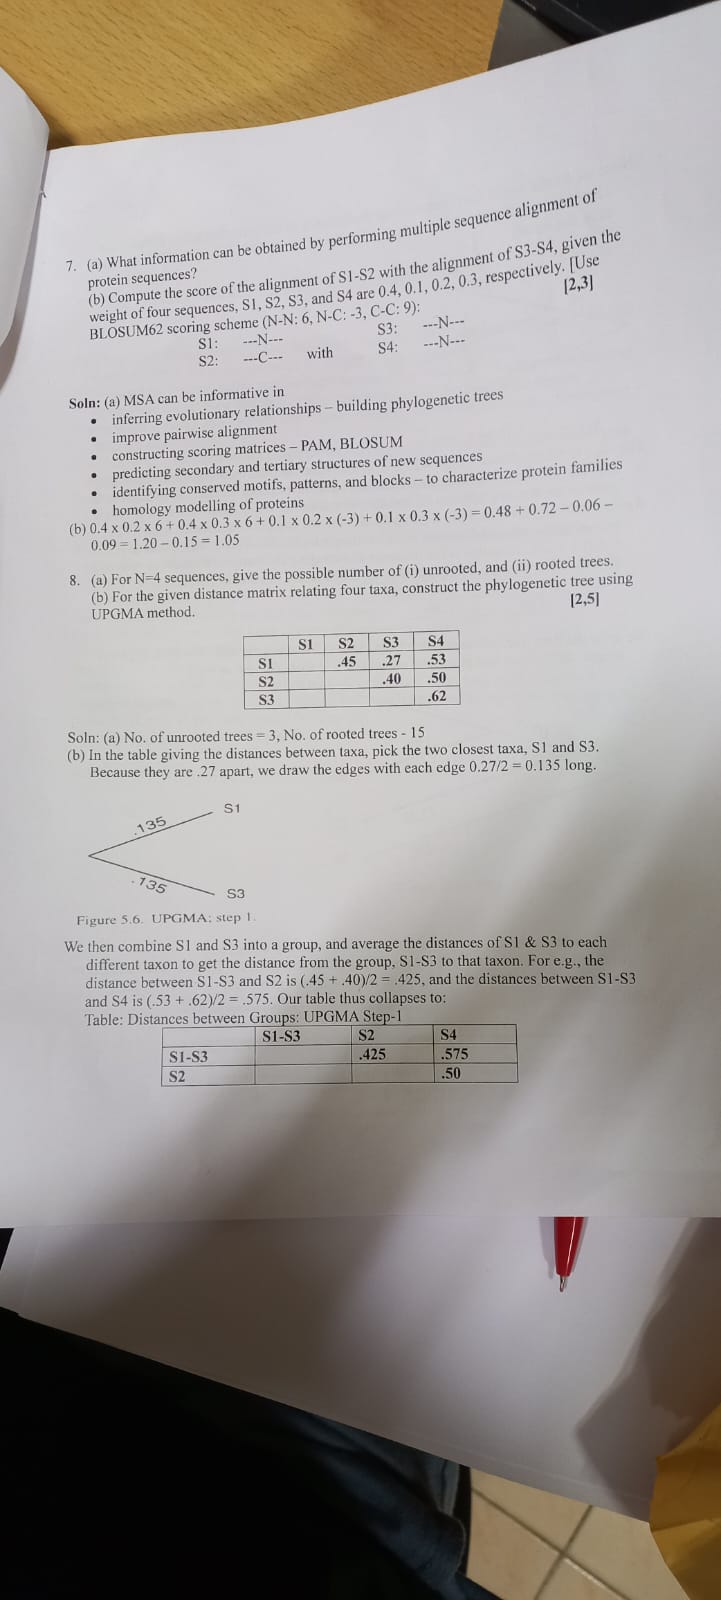 7. (a) What information can be obtained by performing multiple sequence alignment of
protein sequences?
(b) Compute the score of the alignment of S1-S2 with the alignment of S3-S4, given the
weight of four sequences, S1, S2, S3, and S4 are 0.4, 0.1, 0.2, 0.3, respectively. [Use
BLOSUM62 scoring scheme (N-N: 6, N-C: -3, C-C: 9): [2,3]
S1: ---N--- S3: ---N---
S2: ---C--- with S4: ---N---
Soln: (a) MSA can be informative in
• inferring evolutionary relationships – building phylogenetic trees
• improve pairwise alignment
• constructing scoring matrices – PAM, BLOSUM
• predicting secondary and tertiary structures of new sequences
• identifying conserved motifs, patterns, and blocks – to characterize protein families
• homology modelling of proteins
(b) 0.4 x 0.2 x 6 + 0.4 x 0.3 x 6 + 0.1 x 0.2 x (-3) + 0.1 x 0.3 x (-3) = 0.48 + 0.72 – 0.06 –
0.09 = 1.20 – 0.15 = 1.05
8. (a) For N=4 sequences, give the possible number of (i) unrooted, and (ii) rooted trees.
(b) For the given distance matrix relating four taxa, construct the phylogenetic tree using
UPGMA method. [2,5]
S1 S2 S3 S4
S1 .45 .27 .53
S2 .40 .50
S3 .62
Soln: (a) No. of unrooted trees = 3, No. of rooted trees - 15
(b) In the table giving the distances between taxa, pick the two closest taxa, S1 and S3.
Because they are .27 apart, we draw the edges with each edge 0.27/2 = 0.135 long.
S1
.135
.135
S3
Figure 5.6. UPGMA; step 1.
We then combine S1 and S3 into a group, and average the distances of S1 & S3 to each
different taxon to get the distance from the group, S1-S3 to that taxon. For e.g., the
distance between S1-S3 and S2 is (.45 + .40)/2 = .425, and the distances between S1-S3
and S4 is (.53 + .62)/2 = .575. Our table thus collapses to:
Table: Distances between Groups: UPGMA Step-1
S1-S3 S2 S4
S1-S3 .425 .575
S2 .50